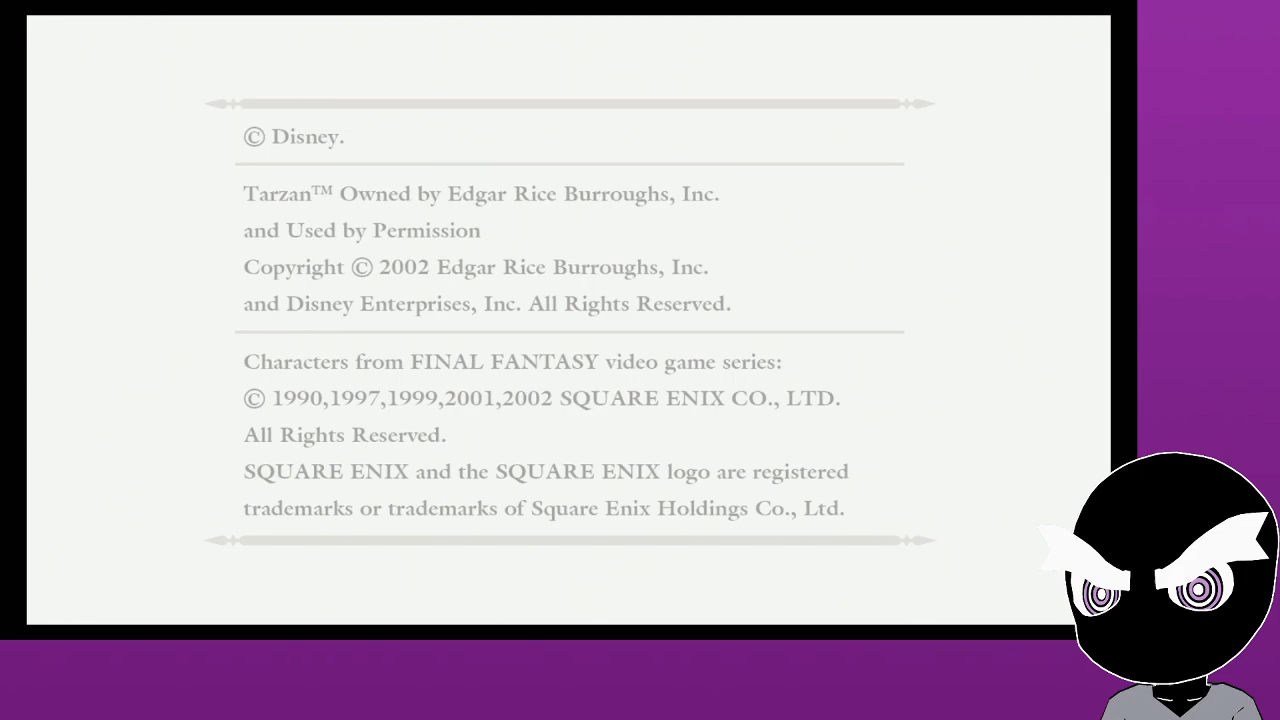 © Disney.
Tarzan™ Owned by Edgar Rice Burroughs, Inc.
and Used by Permission
Copyright © 2002 Edgar Rice Burroughs, Inc.
and Disney Enterprises, Inc. All Rights Reserved.
Characters from FINAL FANTASY video game series:
© 1990,1997,1999,2001,2002 SQUARE ENIX CO., LTD.
All Rights Reserved.
SQUARE ENIX and the SQUARE ENIX logo are registered
trademarks or trademarks of Square Enix Holdings Co., Ltd.